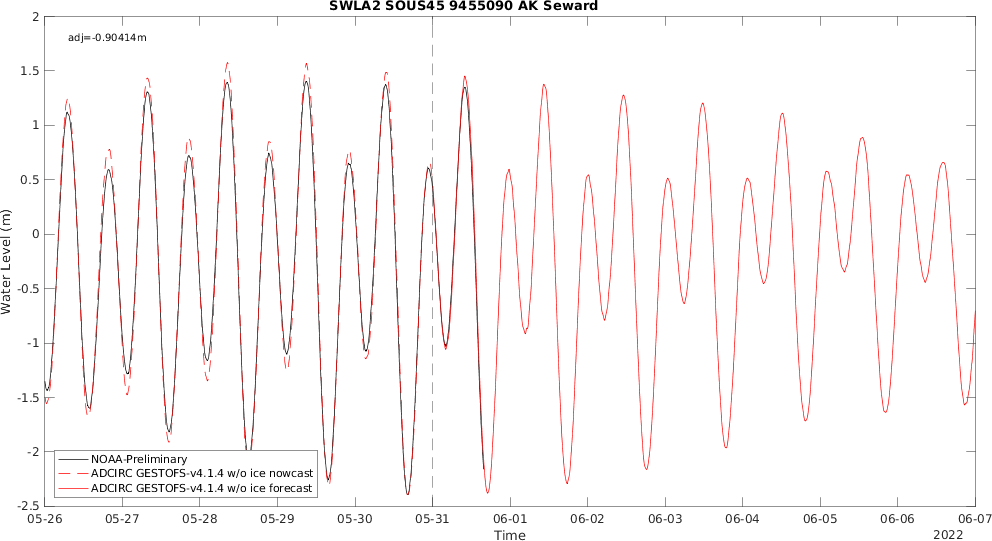 SWLA2 SOUS45 9455090 AK Seward
adj=-0.90414m
2
1.5
1
0.5
0
-0.5
-1
-1.5
-2
-2.5
Water Level (m)
NOAA-Preliminary
ADCIRC GESTOFS-v4.1.4 w/o ice nowcast
ADCIRC GESTOFS-v4.1.4 w/o ice forecast
05-26 05-27 05-28 05-29 05-30 05-31 06-01 06-02 06-03 06-04 06-05 06-06 06-07
Time
2022